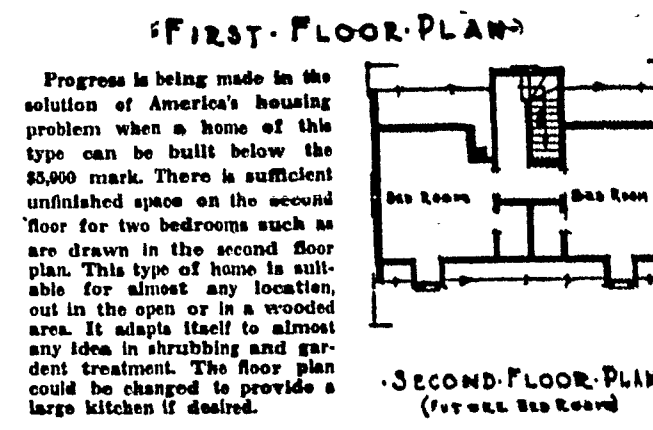 FIRST·FLOOR·PLAN
Progress is being made in the
solution of America's housing
problem when a home of this
type can be built below the
$5,000 mark. There is sufficient
unfinished space on the second
floor for two bedrooms such as
are drawn in the second floor
plan. This type of home is suit-
able for almost any location,
out in the open or in a wooded
area. It adapts itself to almost
any idea in shrubbing and gar-
dent treatment. The floor plan
could be changed to provide a
large kitchen if desired.
BED ROOM
BED ROOM
·SECOND·FLOOR·PLAN
(FUTURE BED ROOM)